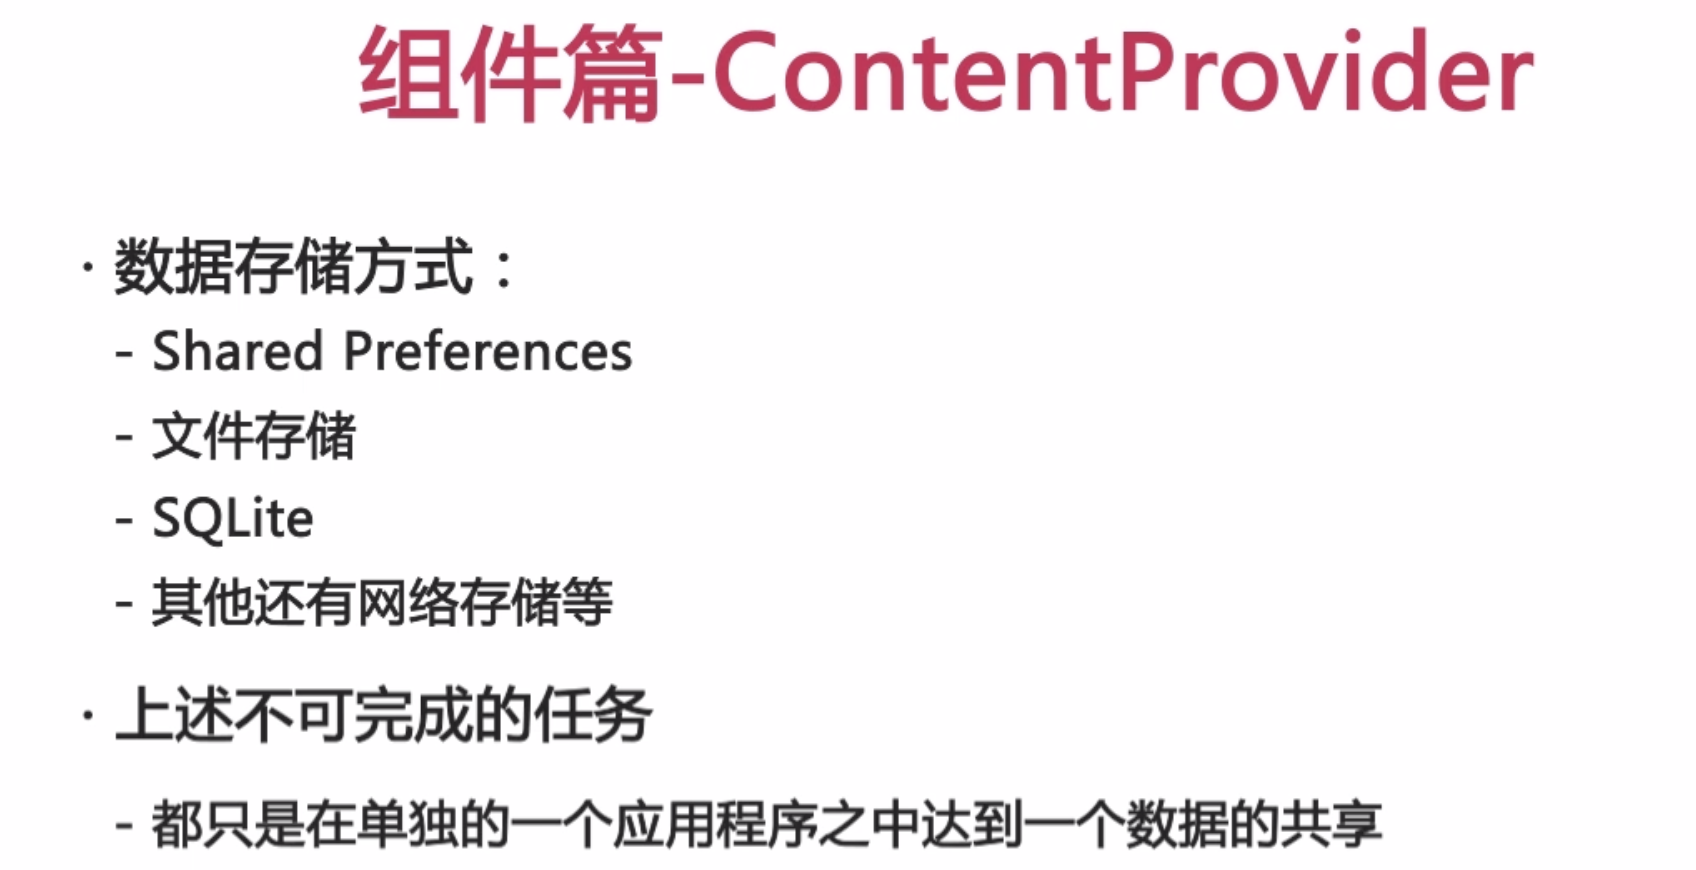 组件篇-ContentProvider
· 数据存储方式：
- Shared Preferences
- 文件存储
- SQLite
- 其他还有网络存储等
· 上述不可完成的任务
- 都只是在单独的一个应用程序之中达到一个数据的共享